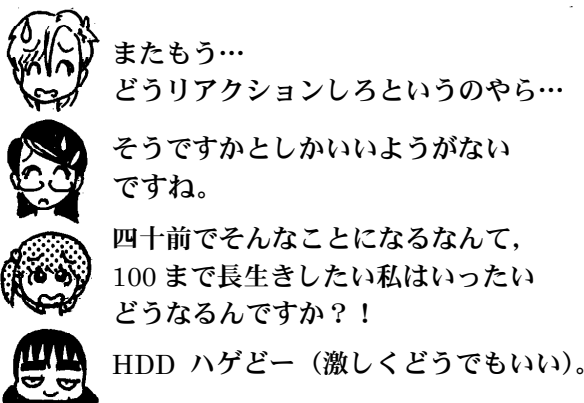 またもう…
どうリアクションしろというのやら…
そうですかとしかいいようがない
ですね。
四十前でそんなことになるなんて，
100まで長生きしたい私はいったい
どうなるんですか？！
HDD ハゲどー（激しくどうでもいい）。